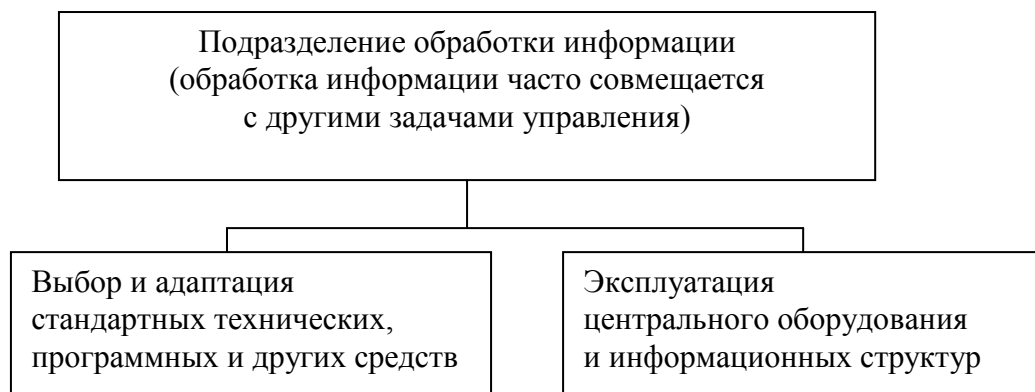 Подразделение обработки информации
(обработка информации часто совмещается
с другими задачами управления)
Выбор и адаптация
стандартных технических,
программных и других средств
Эксплуатация
центрального оборудования
и информационных структур